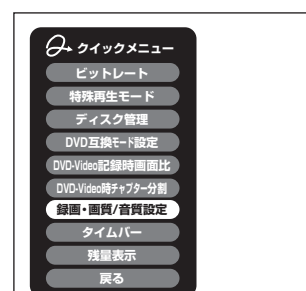 クイックメニュー
ビットレート
特殊再生モード
ディスク管理
DVD互換モード設定
DVD-Video記録時画面比
DVD-Video時チャプター分割
録画・画質/音質設定
タイムバー
残量表示
戻る